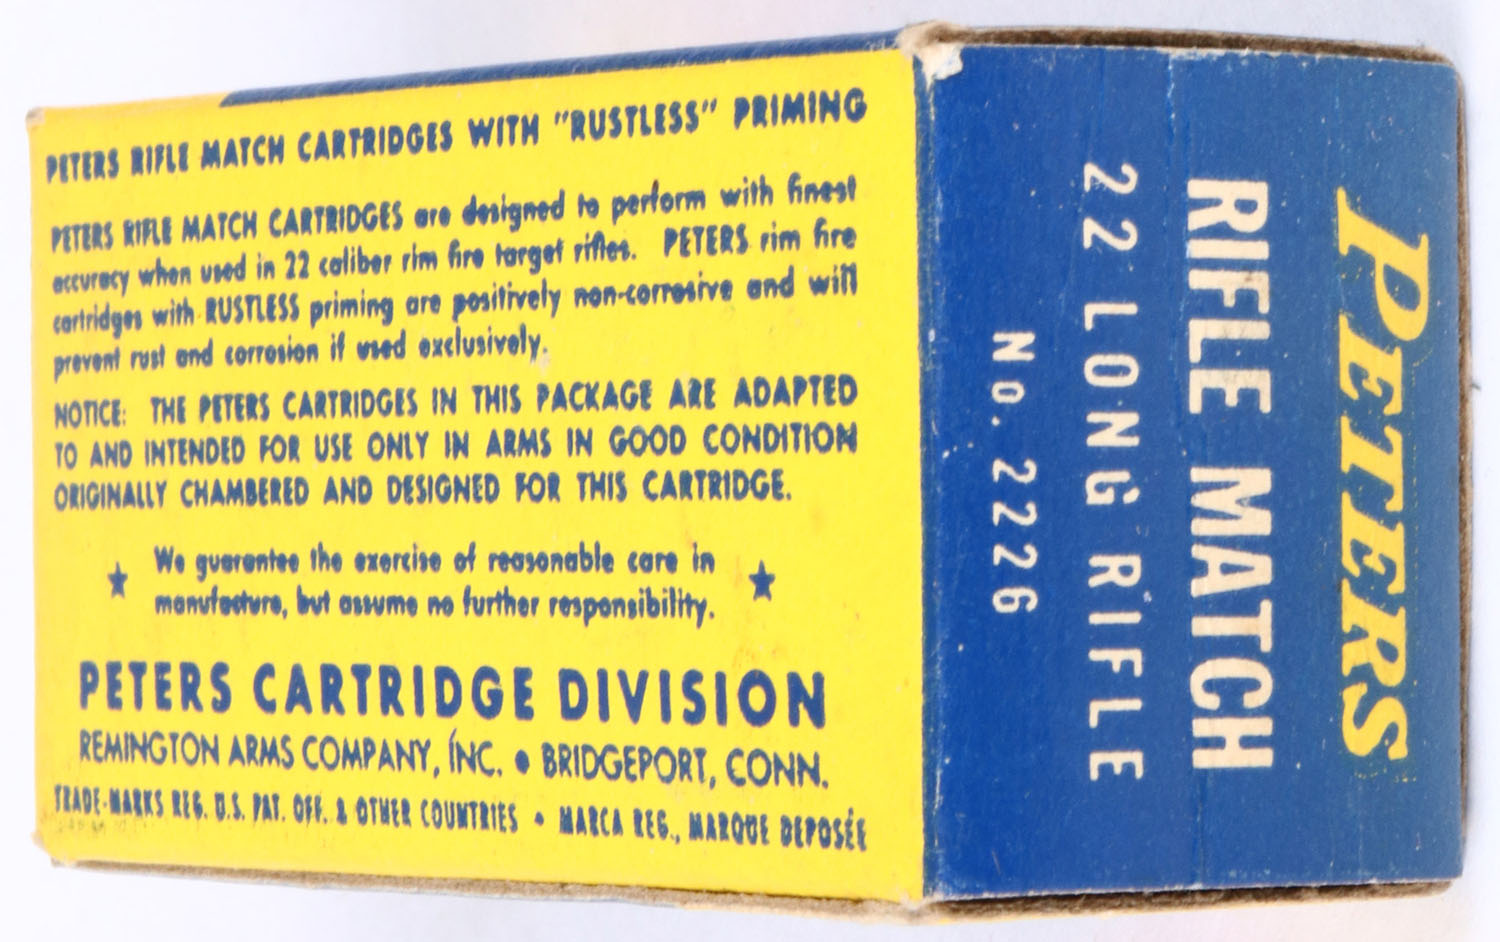 PETERS RIFLE MATCH CARTRIDGES WITH "RUSTLESS" PRIMING
PETERS RIFLE MATCH CARTRIDGES are designed to perform with finest
accuracy when used in 22 caliber rim fire target rifles. PETERS rim fire
cartridges with RUSTLESS priming are positively non-corrosive and will
prevent rust and corrosion if used exclusively.
NOTICE: THE PETERS CARTRIDGES IN THIS PACKAGE ARE ADAPTED
TO AND INTENDED FOR USE ONLY IN ARMS IN GOOD CONDITION
ORIGINALLY CHAMBERED AND DESIGNED FOR THIS CARTRIDGE.
★ We guarantee the exercise of reasonable care in ★
manufacture, but assume no further responsibility.
PETERS CARTRIDGE DIVISION
REMINGTON ARMS COMPANY, INC. • BRIDGEPORT, CONN.
TRADE-MARKS REG. U.S. PAT. OFF. & OTHER COUNTRIES • MARCA REG., MARQUE DEPOSÉE
PETERS
RIFLE MATCH
22 LONG RIFLE
No. 2226